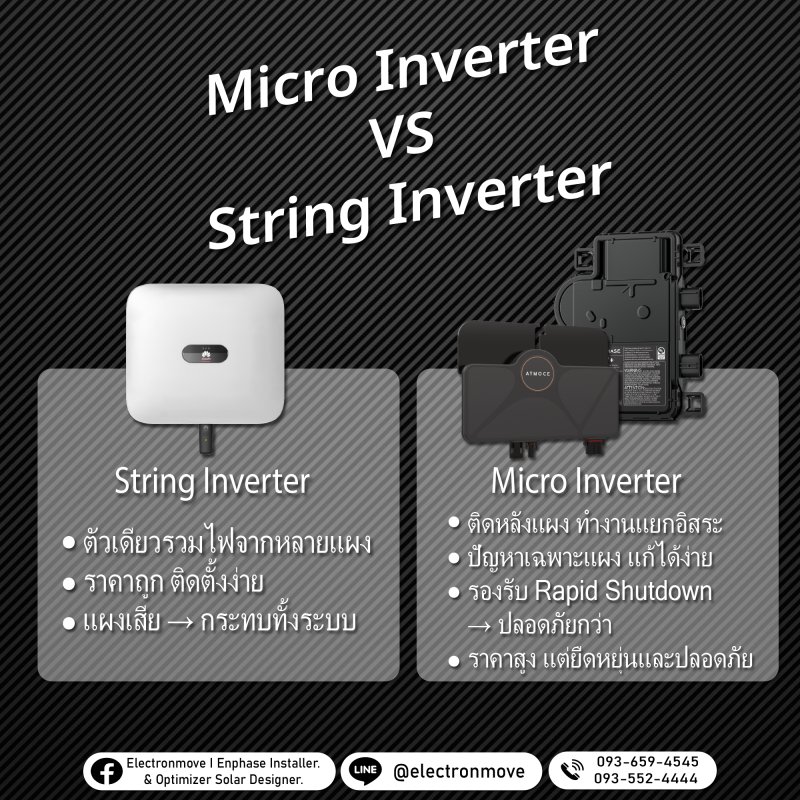 Micro Inverter
VS
String Inverter
ATMOCE
String Inverter
• ตัวเดียวรวมไฟจากหลายแผง
• ราคาถูก ติดตั้งง่าย
• แผงเสีย → กระทบทั้งระบบ
Micro Inverter
• ติดหลังแผง ทำงานแยกอิสระ
• ปัญหาเฉพาะแผง แก้ได้ง่าย
• รองรับ Rapid Shutdown
→ ปลอดภัยกว่า
• ราคาสูง แต่ยืดหยุ่นและปลอดภัย
Electronmove | Enphase Installer.
& Optimizer Solar Designer.
LINE
@electronmove
093-659-4545
093-552-4444